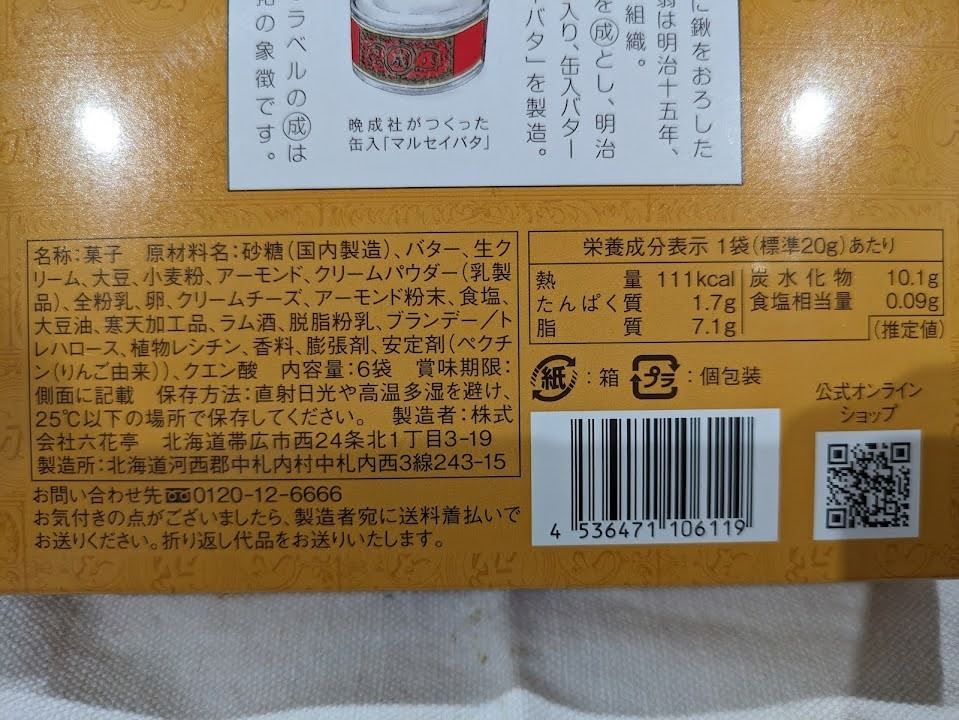 に鍬をおろした
弱は明治十五年、
組織。
を㊌とし、明治
入り、缶入バター
バタ」を製造。
ラベルの㊌は
の象徴です。
晩成社がつくった
缶入「マルセイバタ」
名称:菓子 原材料名:砂糖(国内製造)、バター、生ク
リーム、大豆、小麦粉、アーモンド、クリームパウダー(乳製
品)、全粉乳、卵、クリームチーズ、アーモンド粉末、食塩、
大豆油、寒天加工品、ラム酒、脱脂粉乳、ブランデー/ト
レハロース、植物レシチン、香料、膨張剤、安定剤(ペクチ
ン(りんご由来))、クエン酸 内容量:6袋 賞味期限:
側面に記載 保存方法:直射日光や高温多湿を避け、
25℃以下の場所で保存してください。 製造者:株式
会社六花亭 北海道帯広市西24条北1丁目3-19
製造所:北海道河西郡中札内村中札内西3線243-15
お問い合わせ先 0120-12-6666
お気付きの点がございましたら、製造者宛に送料着払いで
お送りください。折り返し代品をお送りいたします。
栄養成分表示 1袋(標準20g)あたり
熱量 111kcal 炭水化物 10.1g
たんぱく質 1.7g 食塩相当量 0.09g
脂質 7.1g
(推定値)
紙:箱 プラ:個包装
4 536471 106119
公式オンライン
ショップ